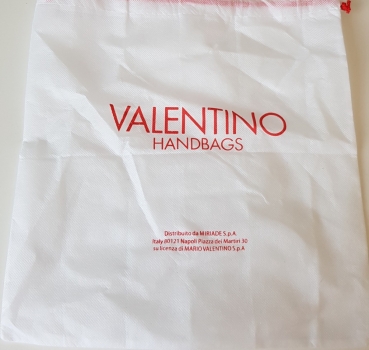 VALENTINO
HANDBAGS
Distribuito da MIRIADE S.p.A.
Italy 80121 Napoli Piazza dei Martiri 30
su licenza di MARIO VALENTINO S.p.A.